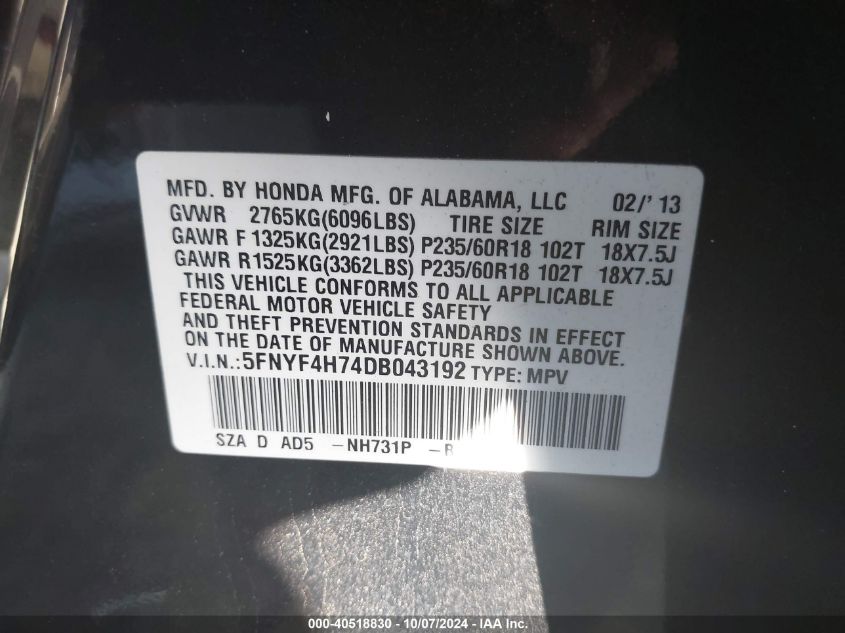 MFD. BY HONDA MFG. OF ALABAMA, LLC 02/'13
GVWR 2765KG(6096LBS) TIRE SIZE RIM SIZE
GAWR F 1325KG(2921LBS) P235/60R18 102T 18X7.5J
GAWR R1525KG(3362LBS) P235/60R18 102T 18X7.5J
THIS VEHICLE CONFORMS TO ALL APPLICABLE
FEDERAL MOTOR VEHICLE SAFETY
AND THEFT PREVENTION STANDARDS IN EFFECT
ON THE DATE OF MANUFACTURE SHOWN ABOVE.
V.I.N.:5FNYF4H74DB043192 TYPE: MPV
SZA D AD5 -NH731P -
000-40518830 - 10/07/2024 - IAA Inc.